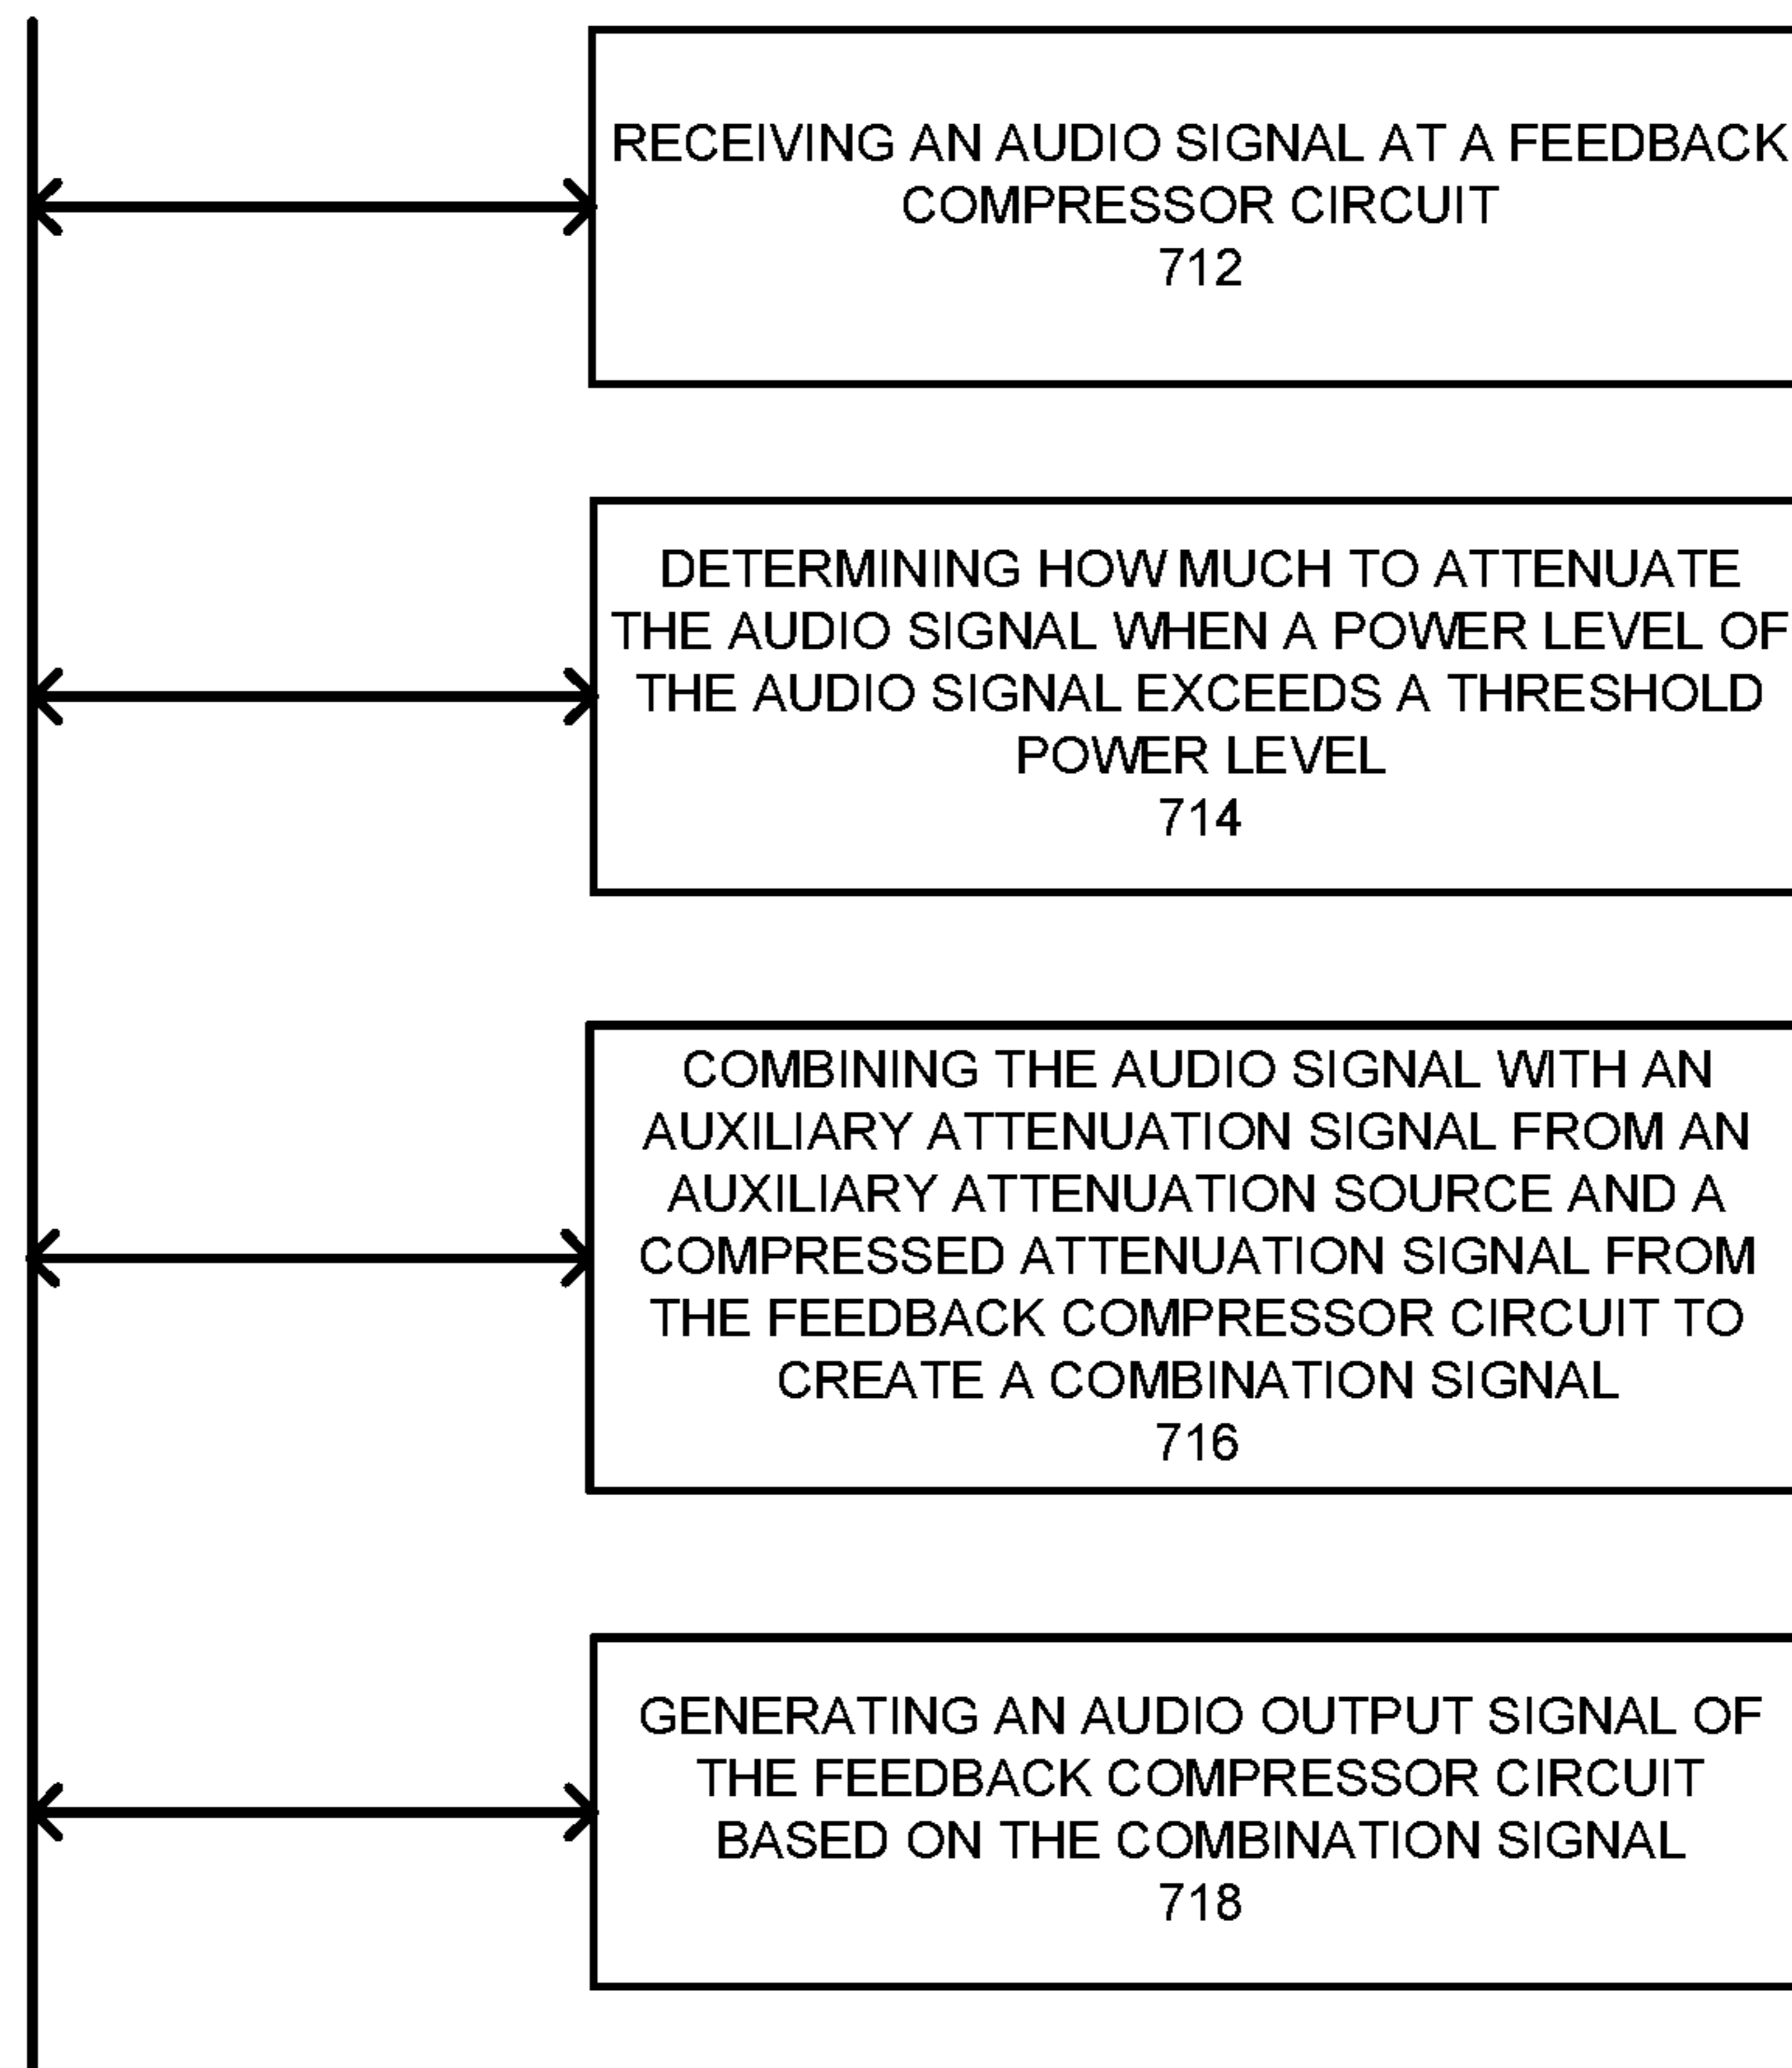 RECEIVING AN AUDIO SIGNAL AT A FEEDBACK
COMPRESSOR CIRCUIT
712
DETERMINING HOW MUCH TO ATTENUATE
THE AUDIO SIGNAL WHEN A POWER LEVEL OF
THE AUDIO SIGNAL EXCEEDS A THRESHOLD
POWER LEVEL
714
COMBINING THE AUDIO SIGNAL WITH AN
AUXILIARY ATTENUATION SIGNAL FROM AN
AUXILIARY ATTENUATION SOURCE AND A
COMPRESSED ATTENUATION SIGNAL FROM
THE FEEDBACK COMPRESSOR CIRCUIT TO
CREATE A COMBINATION SIGNAL
716
GENERATING AN AUDIO OUTPUT SIGNAL OF
THE FEEDBACK COMPRESSOR CIRCUIT
BASED ON THE COMBINATION SIGNAL
718